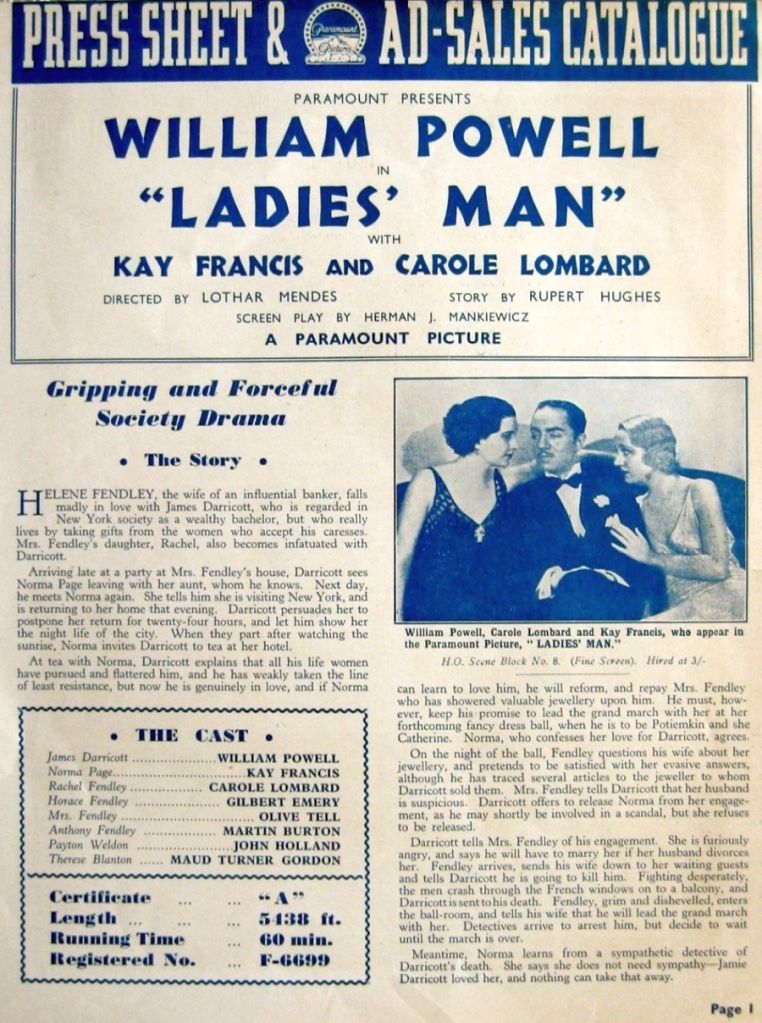 PRESS SHEET & Paramount Pictures AD-SALES CATALOGUE
PARAMOUNT PRESENTS
WILLIAM POWELL
IN
“LADIES’ MAN”
WITH
KAY FRANCIS AND CAROLE LOMBARD
DIRECTED BY LOTHAR MENDES STORY BY RUPERT HUGHES
SCREEN PLAY BY HERMAN J. MANKIEWICZ
A PARAMOUNT PICTURE
Gripping and Forceful
Society Drama
• The Story •
HELENE FENDLEY, the wife of an influential banker, falls
madly in love with James Darricott, who is regarded in
New York society as a wealthy bachelor, but who really
lives by taking gifts from the women who accept his caresses.
Mrs. Fendley's daughter, Rachel, also becomes infatuated with
Darricott.
Arriving late at a party at Mrs. Fendley's house, Darricott sees
Norma Page leaving with her aunt, whom he knows. Next day,
he meets Norma again. She tells him she is visiting New York, and
is returning to her home that evening. Darricott persuades her to
postpone her return for twenty-four hours, and let him show her
the night life of the city. When they part after watching the
sunrise, Norma invites Darricott to tea at her hotel.
At tea with Norma, Darricott explains that all his life women
have pursued and flattered him, and he has weakly taken the line
of least resistance, but now he is genuinely in love, and if Norma
• THE CAST •
James Darricott ..................... WILLIAM POWELL
Norma Page........................... KAY FRANCIS
Rachel Fendley .................. CAROLE LOMBARD
Horace Fendley .................... GILBERT EMERY
Mrs. Fendley ................................ OLIVE TELL
Anthony Fendley ................ MARTIN BURTON
Payton Weldon ..................... JOHN HOLLAND
Therese Blanton ...... MAUD TURNER GORDON
Certificate ... ... “A”
Length ... ... ... 5438 ft.
Running Time ... 60 min.
Registered No. ... F-6699
William Powell, Carole Lombard and Kay Francis, who appear in
the Paramount Picture, “ LADIES' MAN.”
H.O. Scene Block No. 8. (Fine Screen). Hired at 3/-
can learn to love him, he will reform, and repay Mrs. Fendley
who has showered valuable jewellery upon him. He must, how-
ever, keep his promise to lead the grand march with her at her
forthcoming fancy dress ball, when he is to be Potiemkin and she
Catherine. Norma, who confesses her love for Darricott, agrees.
On the night of the ball, Fendley questions his wife about her
jewellery, and pretends to be satisfied with her evasive answers,
although he has traced several articles to the jeweller to whom
Darricott sold them. Mrs. Fendley tells Darricott that her husband
is suspicious. Darricott offers to release Norma from her engage-
ment, as he may shortly be involved in a scandal, but she refuses
to be released.
Darricott tells Mrs. Fendley of his engagement. She is furiously
angry, and says he will have to marry her if her husband divorces
her. Fendley arrives, sends his wife down to her waiting guests
and tells Darricott he is going to kill him. Fighting desperately,
the men crash through the French windows on to a balcony, and
Darricott is sent to his death. Fendley, grim and dishevelled, enters
the ball-room, and tells his wife that he will lead the grand march
with her. Detectives arrive to arrest him, but decide to wait
until the march is over.
Meantime, Norma learns from a sympathetic detective of
Darricott's death. She says she does not need sympathy—Jamie
Darricott loved her, and nothing can take that away.
Page 1